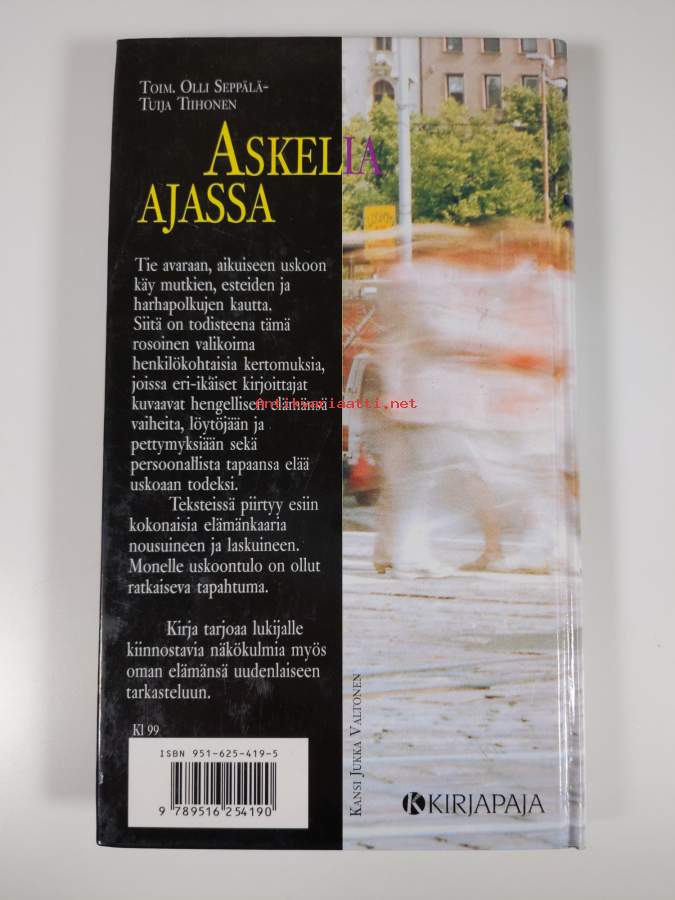 TOIM. OLLI SEPPÄLÄ-
TUIJA TIIHONEN
ASKELIA
AJASSA
Tie avaraan, aikuiseen uskoon
käy mutkien, esteiden ja
harhapolkujen kautta.
Siitä on todisteena tämä
rosoinen valikoima
henkilökohtaisia kertomuksia,
joissa eri-ikäiset kirjoittajat
kuvaavat hengellisen elämänsä
vaiheita, löytöjään ja
pettymyksiään sekä
persoonallista tapaansa elää
uskoaan todeksi.
Teksteissä piirtyy esiin
kokonaisia elämänkaaria
nousuineen ja laskuineen.
Monelle uskoontulo on ollut
ratkaiseva tapahtuma.
Kirja tarjoaa lukijalle
kiinnostavia näkökulmia myös
oman elämänsä uudenlaiseen
tarkasteluun.
Kl 99
ISBN 951-625-419-5
9 789516 254190
KANSI JUKKA VALTONEN
KIRJAPAJA
antikvariaatti.net